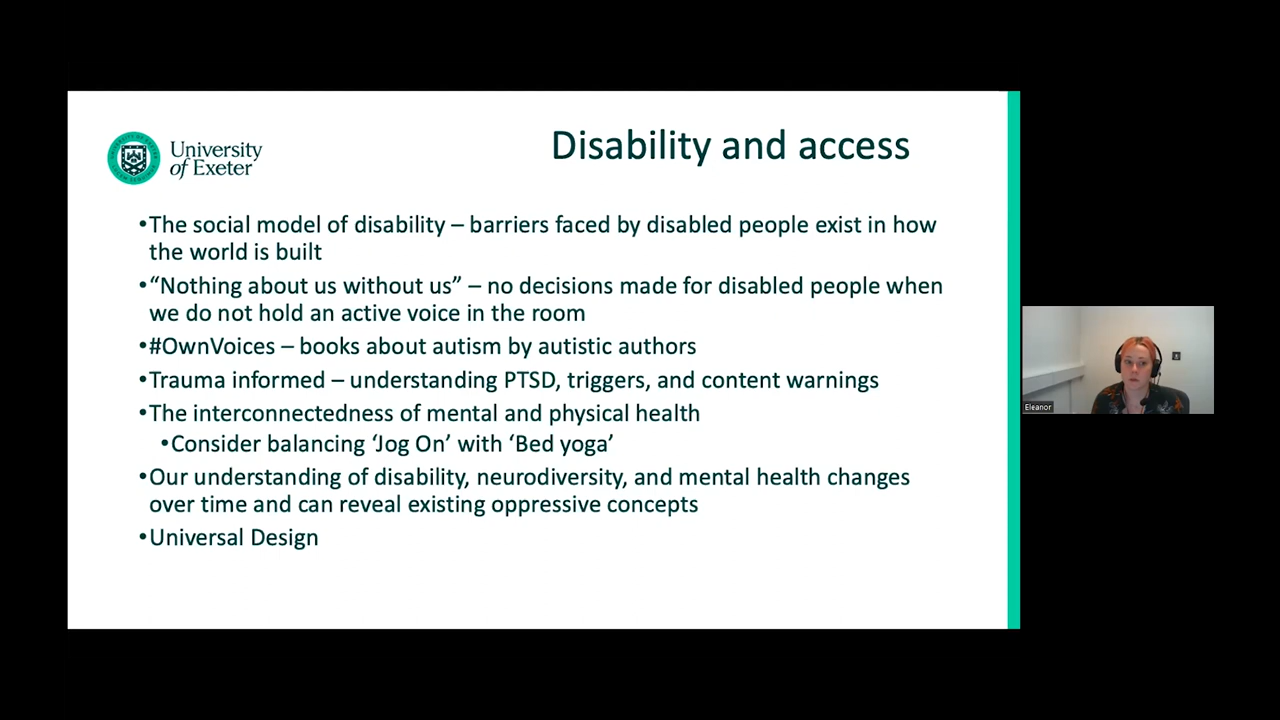 University
of Exeter
Disability and access
•The social model of disability – barriers faced by disabled people exist in how
the world is built
•“Nothing about us without us” – no decisions made for disabled people when
we do not hold an active voice in the room
•#OwnVoices – books about autism by autistic authors
•Trauma informed – understanding PTSD, triggers, and content warnings
•The interconnectedness of mental and physical health
•Consider balancing ‘Jog On’ with ‘Bed yoga’
•Our understanding of disability, neurodiversity, and mental health changes
over time and can reveal existing oppressive concepts
•Universal Design
Eleanor